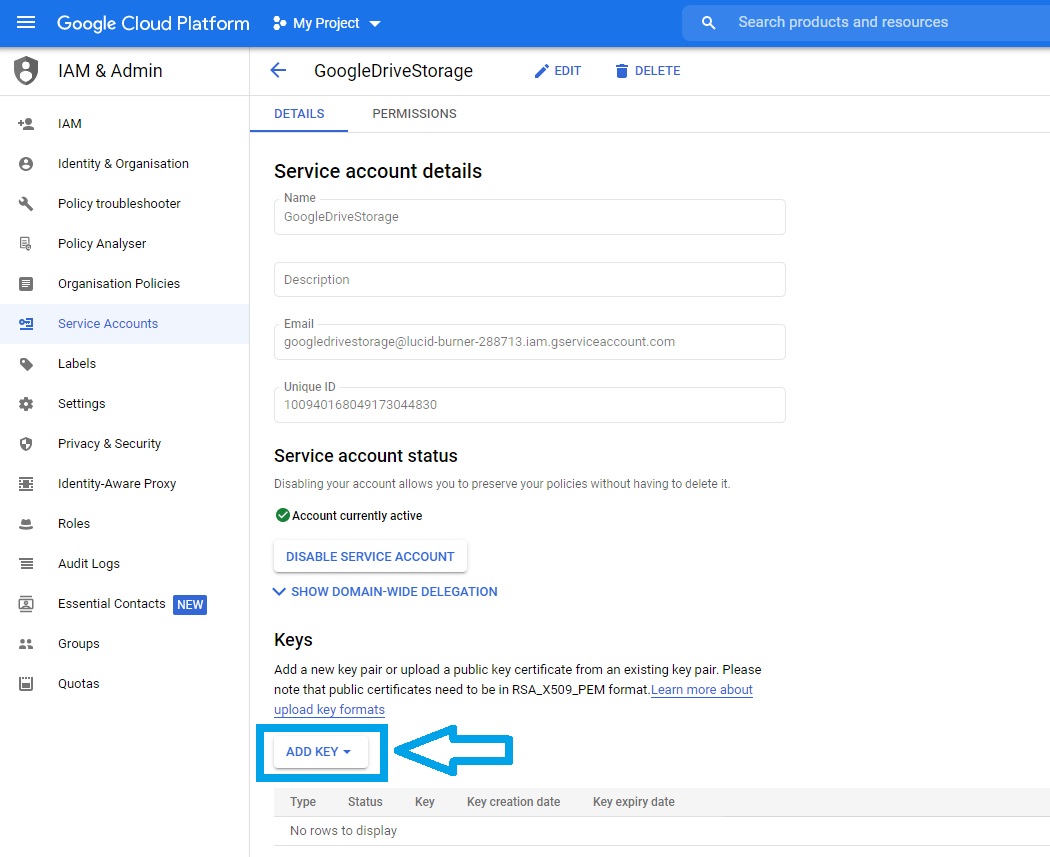 Google Cloud Platform My Project Search products and resources
IAM & Admin
GoogleDriveStorage EDIT DELETE
IAM
Identity & Organisation
Policy troubleshooter
Policy Analyser
Organisation Policies
Service Accounts
Labels
Settings
Privacy & Security
Identity-Aware Proxy
Roles
Audit Logs
Essential Contacts NEW
Groups
Quotas
DETAILS PERMISSIONS
Service account details
Name
GoogleDriveStorage
Description
Email
googledrivestorage@lucid-burner-288713.iam.gserviceaccount.com
Unique ID
100940168049173044830
Service account status
Disabling your account allows you to preserve your policies without having to delete it.
Account currently active
DISABLE SERVICE ACCOUNT
SHOW DOMAIN-WIDE DELEGATION
Keys
Add a new key pair or upload a public key certificate from an existing key pair. Please
note that public certificates need to be in RSA_X509_PEM format.Learn more about
upload key formats
ADD KEY
Type Status Key Key creation date Key expiry date
No rows to display